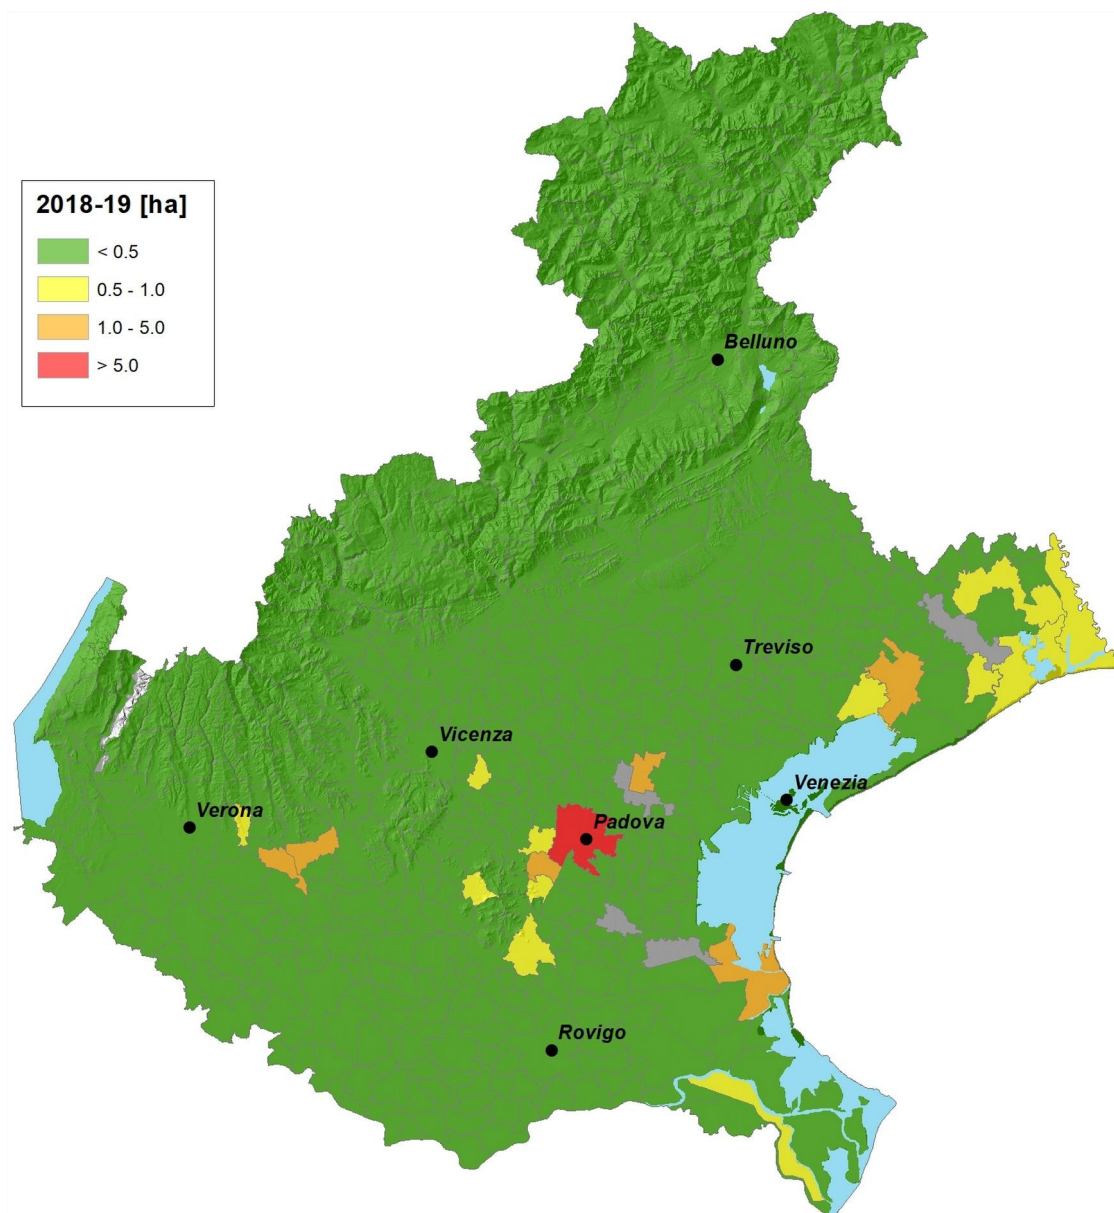 2018-19 [ha]
< 0.5
0.5 - 1.0
1.0 - 5.0
> 5.0
Belluno
Treviso
Vicenza
Venezia
Verona
Padova
Rovigo